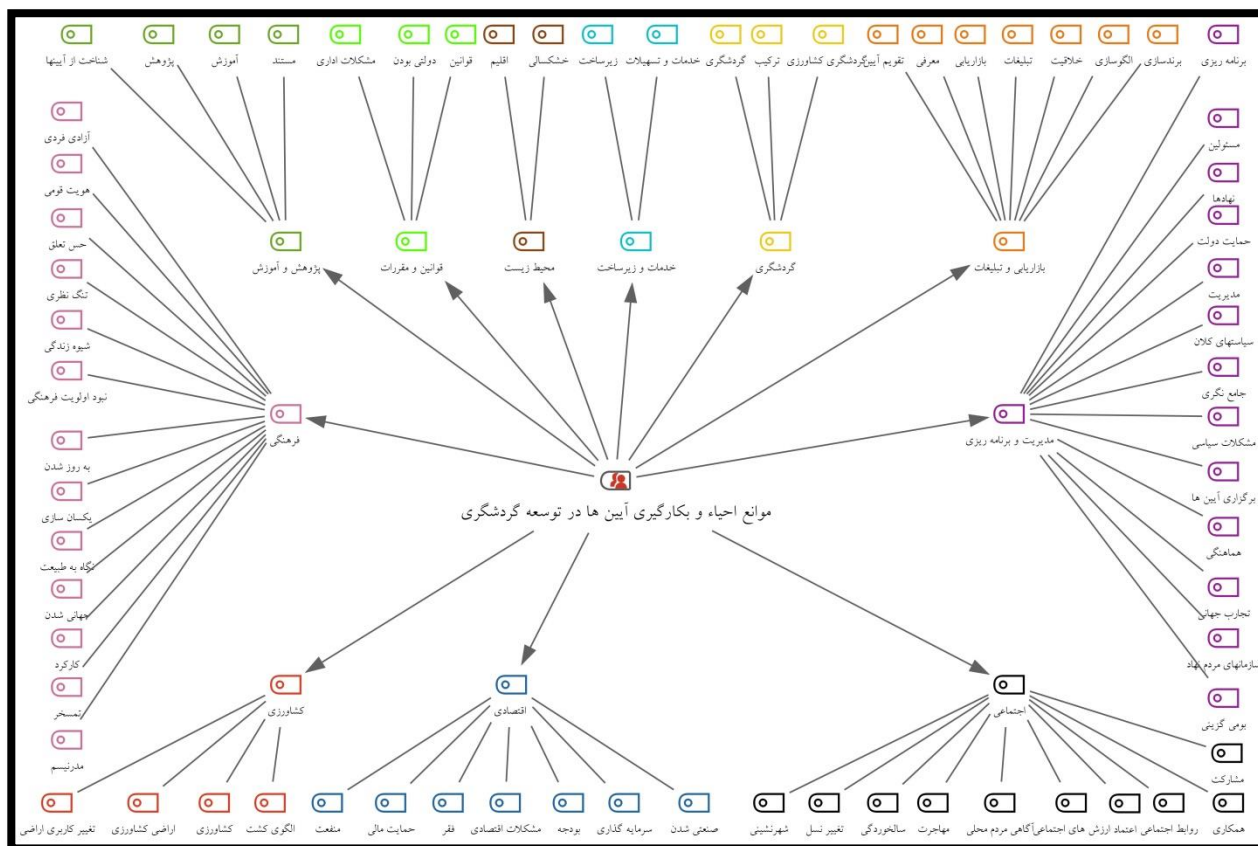 برنامه ریزی
برندسازی
الگوسازی
خلاقیت
تبلیغات
بازاریابی
معرفی
تقویم آیین
گردشگری کشاورزی
ترکیب
گردشگری
خدمات و تسهیلات
زیرساخت
خشکسالی
اقلیم
قوانین
دولتی بودن
مشکلات اداری
مستند
آموزش
پژوهش
شناخت از آیینها
مسئولین
نهادها
حمایت دولت
مدیریت
سیاستهای کلان
جامع نگری
مشکلات سیاسی
برگزاری آیین ها
هماهنگی
تجارب جهانی
سازمانهای مردم نهاد
بومی گزینی
بازاریابی و تبلیغات
گردشگری
خدمات و زیرساخت
محیط زیست
قوانین و مقررات
پژوهش و آموزش
مدیریت و برنامه ریزی
موانع احیاء و بکارگیری آیین ها در توسعه گردشگری
فرهنگی
آزادی فردی
هویت قومی
حس تعلق
تنگ نظری
شیوه زندگی
نبود اولویت فرهنگی
به روز شدن
یکسان سازی
نگاه به طبیعت
جهانی شدن
کارکرد
تمسخر
مدرنیسم
اجتماعی
اقتصادی
کشاورزی
مشارکت
همکاری
روابط اجتماعی
اعتماد
ارزش های اجتماعی
آگاهی مردم محلی
مهاجرت
سالخوردگی
تغییر نسل
شهرنشینی
صنعتی شدن
سرمایه گذاری
بودجه
مشکلات اقتصادی
فقر
حمایت مالی
منفعت
الگوی کشت
کشاورزی
اراضی کشاورزی
تغییر کاربری اراضی